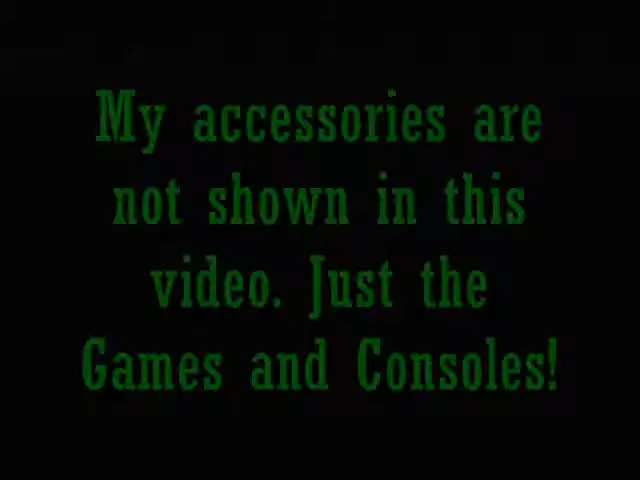 My accessories are
not shown in this
video. Just the
Games and Consoles!